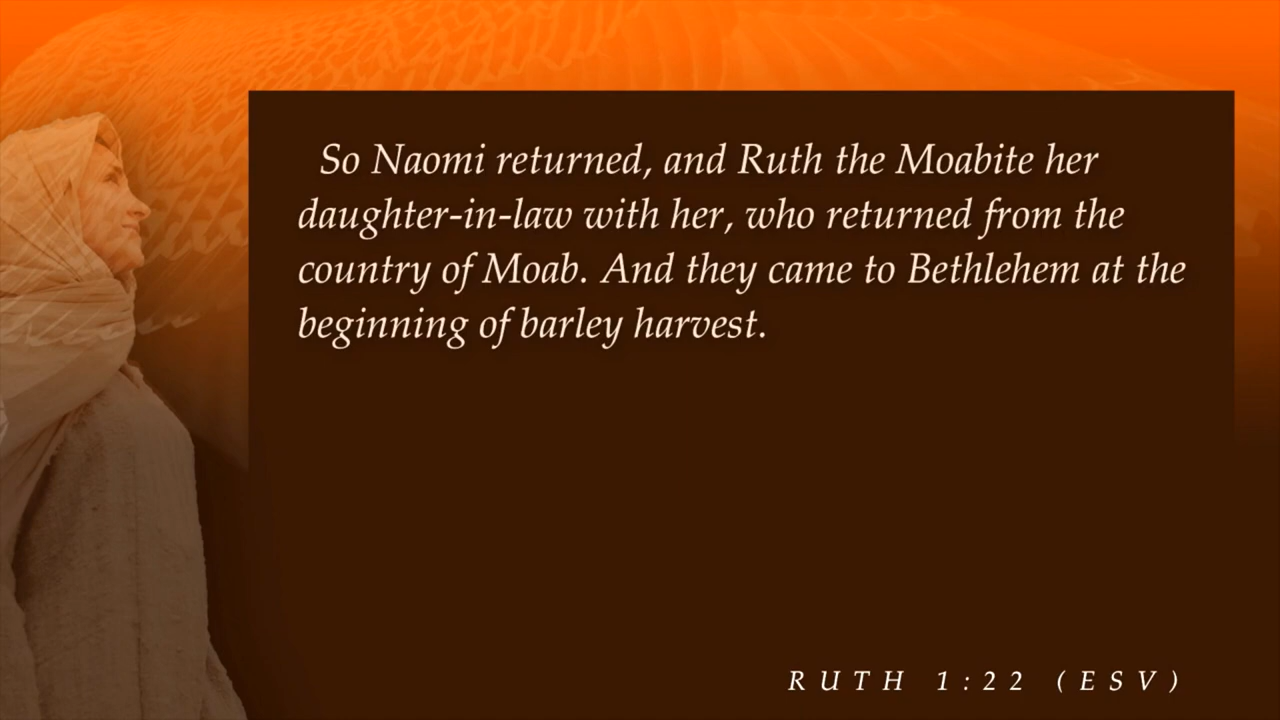 So Naomi returned, and Ruth the Moabite her
daughter-in-law with her, who returned from the
country of Moab. And they came to Bethlehem at the
beginning of barley harvest.
RUTH 1:22 (ESV)